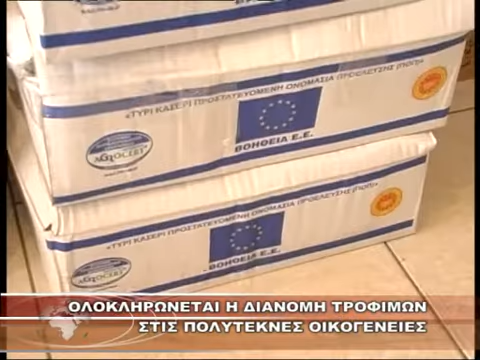 «ΤΥΡΙ ΚΑΣΕΡΙ ΠΡΟΣΤΑΤΕΥΟΜΕΝΗ ΟΝΟΜΑΣΙΑ ΠΡΟΕΛΕΥΣΗΣ (ΠΟΠ)»
ΒΟΗΘΕΙΑ Ε.Ε.
«ΤΥΡΙ ΚΑΣΕΡΙ ΠΡΟΣΤΑΤΕΥΟΜΕΝΗ ΟΝΟΜΑΣΙΑ ΠΡΟΕΛΕΥΣΗΣ (ΠΟΠ)»
ΒΟΗΘΕΙΑ Ε.Ε.
ΟΛΟΚΛΗΡΩΝΕΤΑΙ Η ΔΙΑΝΟΜΗ ΤΡΟΦΙΜΩΝ
ΣΤΙΣ ΠΟΛΥΤΕΚΝΕΣ ΟΙΚΟΓΕΝΕΙΕΣ